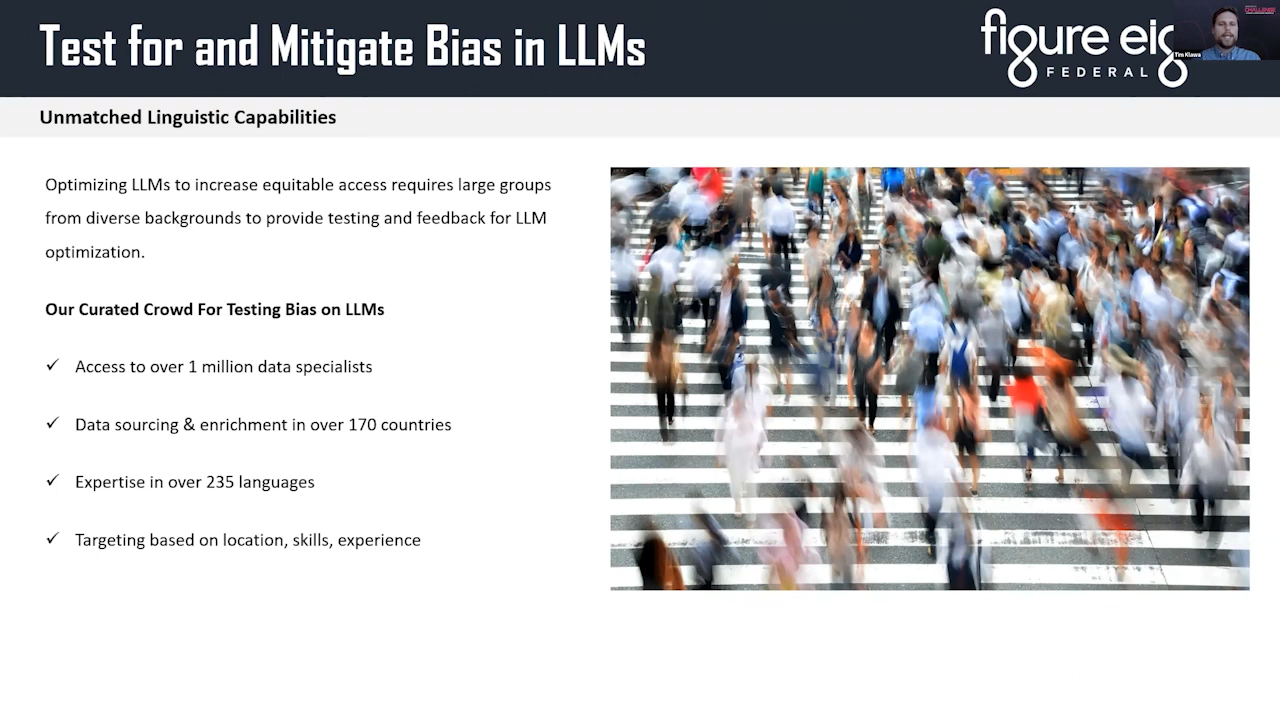 Test for and Mitigate Bias in LLMs
figure eig
FEDERAL
CHALLENGE
Tim Klawa
Unmatched Linguistic Capabilities
Optimizing LLMs to increase equitable access requires large groups
from diverse backgrounds to provide testing and feedback for LLM
optimization.
Our Curated Crowd For Testing Bias on LLMs
✓ Access to over 1 million data specialists
✓ Data sourcing & enrichment in over 170 countries
✓ Expertise in over 235 languages
✓ Targeting based on location, skills, experience